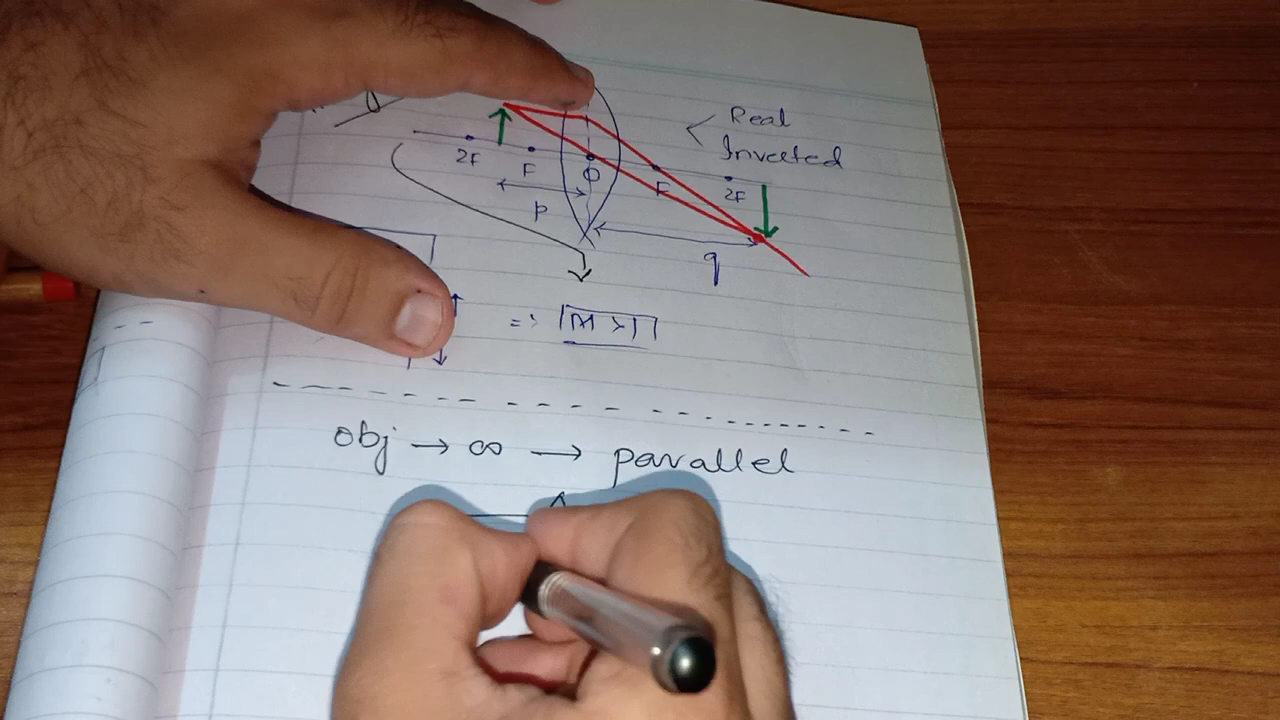 Real
Inverted
2F F O F 2F
p
q
=> M > 1
obj → ∞ → parallel